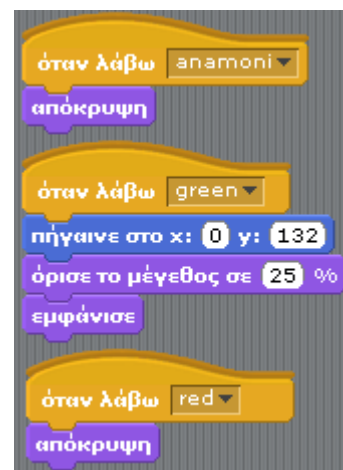 όταν λάβω anamoni
απόκρυψη
όταν λάβω green
πήγαινε στο x: 0 y: 132
όρισε το μέγεθος σε 25 %
εμφάνισε
όταν λάβω red
απόκρυψη